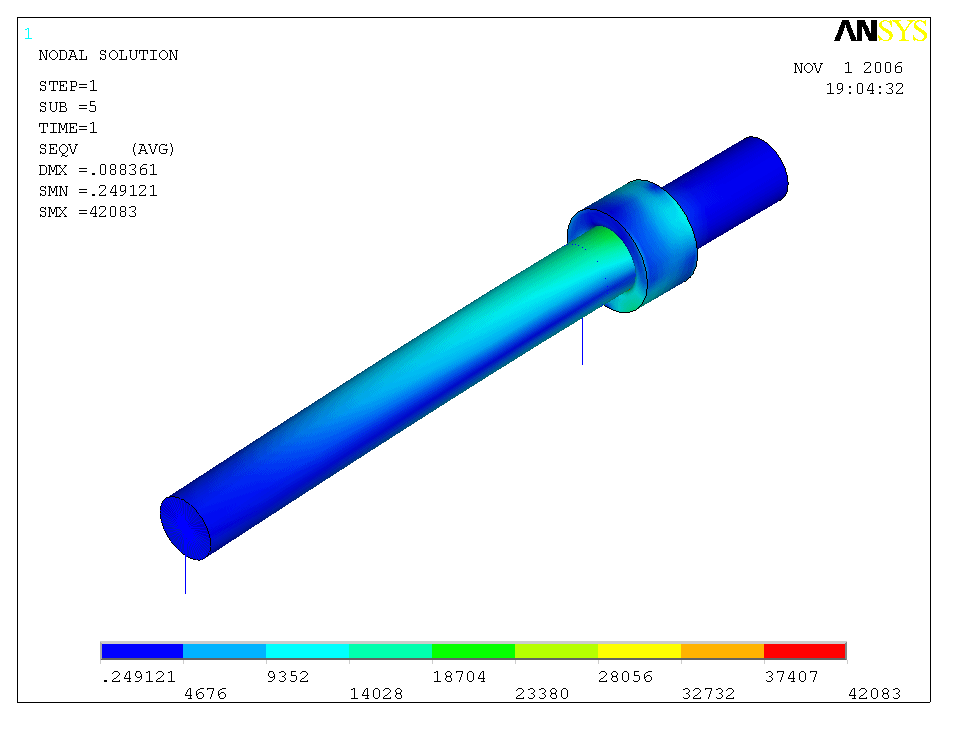 1
ANSYS
NODAL SOLUTION
NOV 1 2006
19:04:32
STEP=1
SUB =5
TIME=1
SEQV (AVG)
DMX =.088361
SMN =.249121
SMX =42083
.249121 9352 18704 28056 37407
4676 14028 23380 32732 42083